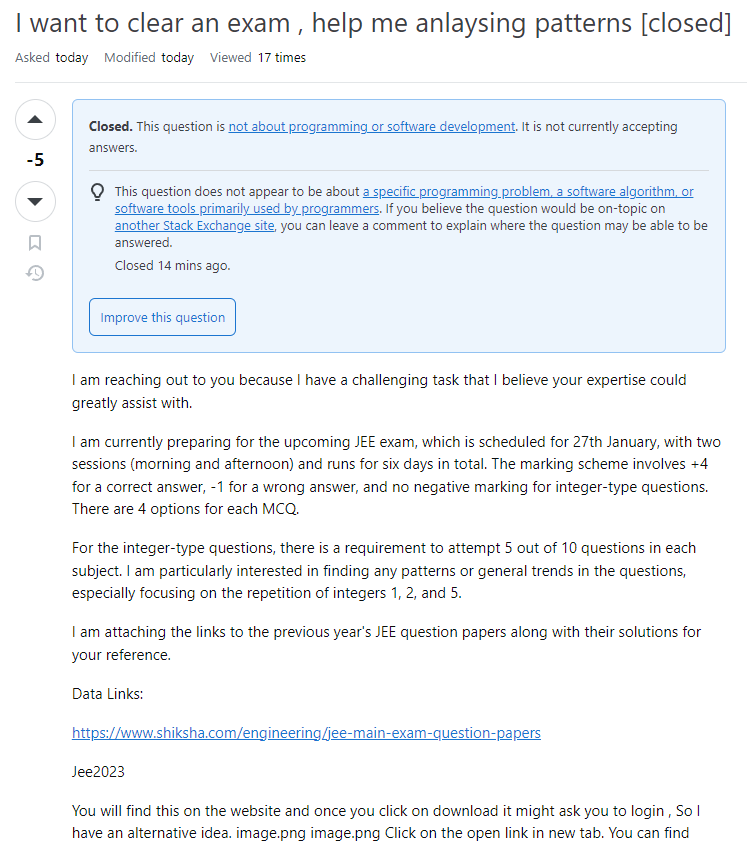 I want to clear an exam , help me anlaysing patterns [closed]
Asked today Modified today Viewed 17 times
Closed. This question is not about programming or software development. It is not currently accepting
answers.
-5
This question does not appear to be about a specific programming problem, a software algorithm, or
software tools primarily used by programmers. If you believe the question would be on-topic on
another Stack Exchange site, you can leave a comment to explain where the question may be able to be
answered.
Closed 14 mins ago.
Improve this question
I am reaching out to you because I have a challenging task that I believe your expertise could
greatly assist with.
I am currently preparing for the upcoming JEE exam, which is scheduled for 27th January, with two
sessions (morning and afternoon) and runs for six days in total. The marking scheme involves +4
for a correct answer, -1 for a wrong answer, and no negative marking for integer-type questions.
There are 4 options for each MCQ.
For the integer-type questions, there is a requirement to attempt 5 out of 10 questions in each
subject. I am particularly interested in finding any patterns or general trends in the questions,
especially focusing on the repetition of integers 1, 2, and 5.
I am attaching the links to the previous year's JEE question papers along with their solutions for
your reference.
Data Links:
https://www.shiksha.com/engineering/jee-main-exam-question-papers
Jee2023
You will find this on the website and once you click on download it might ask you to login , So I
have an alternative idea. image.png image.png Click on the open link in new tab. You can find